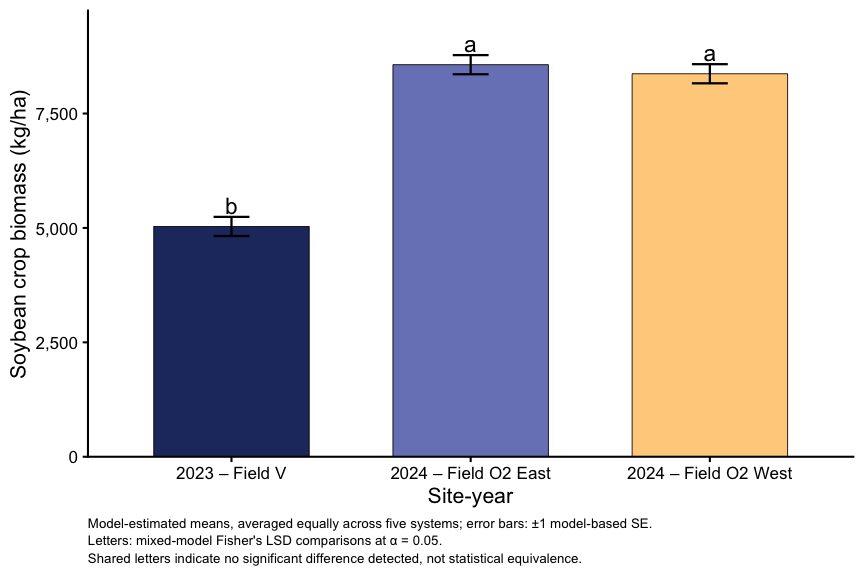 a
a
7,500
b
5,000
2,500
0
Soybean crop biomass (kg/ha)
2023 – Field V
2024 – Field O2 East
2024 – Field O2 West
Site-year
Model-estimated means, averaged equally across five systems; error bars: ±1 model-based SE.
Letters: mixed-model Fisher's LSD comparisons at α = 0.05.
Shared letters indicate no significant difference detected, not statistical equivalence.